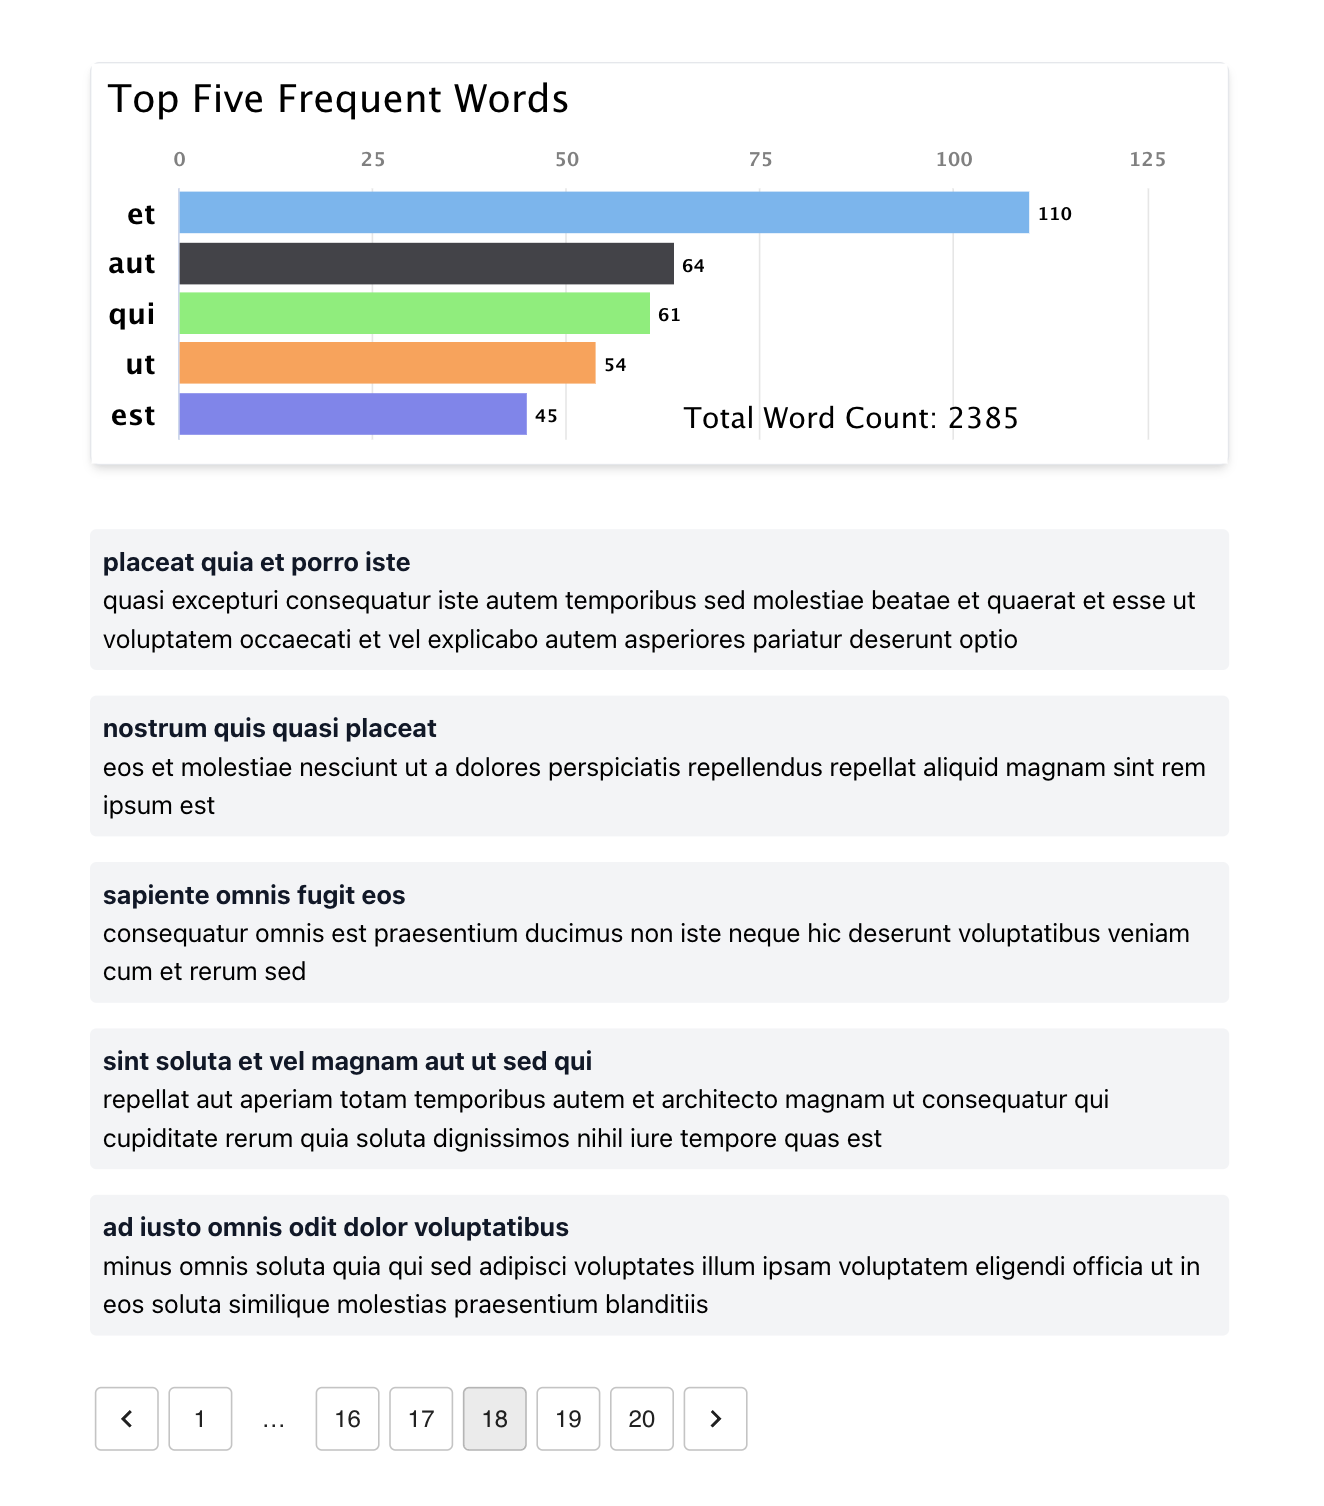 Top Five Frequent Words
0 25 50 75 100 125
et 110
aut 64
qui 61
ut 54
est 45
Total Word Count: 2385
placeat quia et porro iste
quasi excepturi consequatur iste autem temporibus sed molestiae beatae et quaerat et esse ut
voluptatem occaecati et vel explicabo autem asperiores pariatur deserunt optio
nostrum quis quasi placeat
eos et molestiae nesciunt ut a dolores perspiciatis repellendus repellat aliquid magnam sint rem
ipsum est
sapiente omnis fugit eos
consequatur omnis est praesentium ducimus non iste neque hic deserunt voluptatibus veniam
cum et rerum sed
sint soluta et vel magnam aut ut sed qui
repellat aut aperiam totam temporibus autem et architecto magnam ut consequatur qui
cupiditate rerum quia soluta dignissimos nihil iure tempore quas est
ad iusto omnis odit dolor voluptatibus
minus omnis soluta quia qui sed adipisci voluptates illum ipsam voluptatem eligendi officia ut in
eos soluta similique molestias praesentium blanditiis
1 ... 16 17 18 19 20